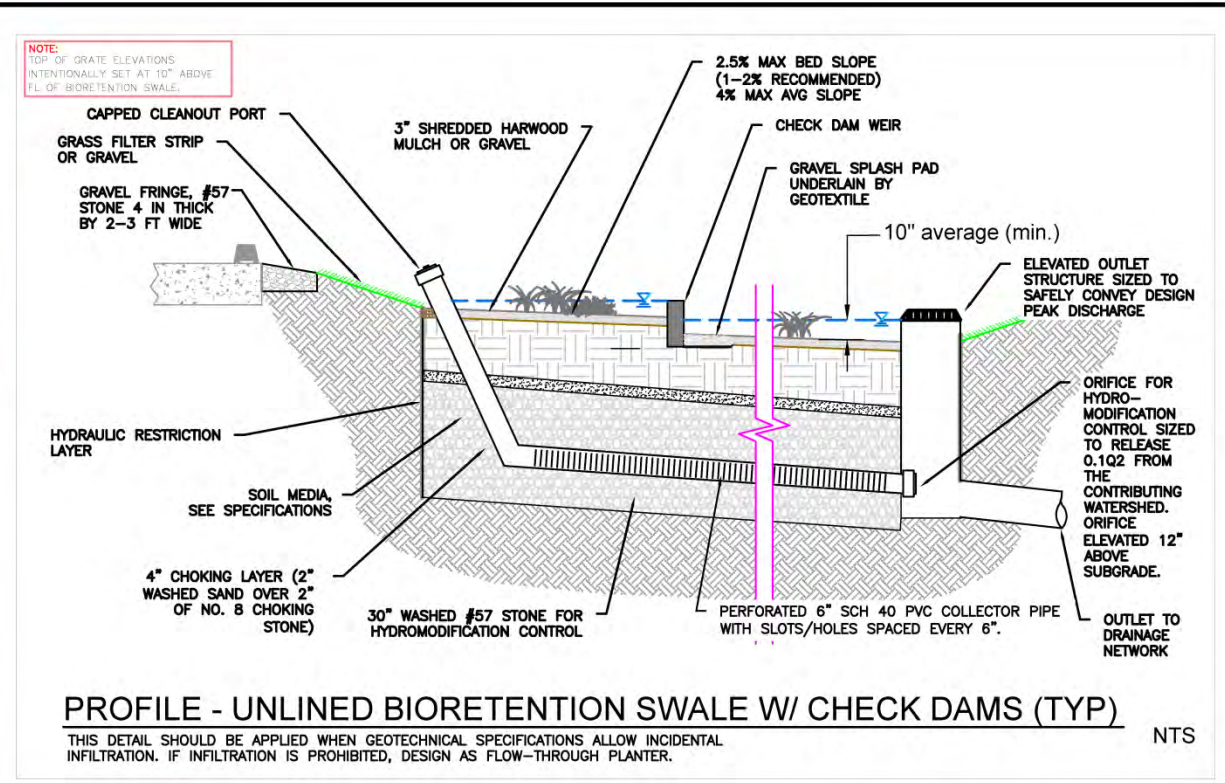 NOTE:
TOP OF GRATE ELEVATIONS
INTENTIONALLY SET AT 10" ABOVE
FL OF BIORETENTION SWALE.
CAPPED CLEANOUT PORT
GRASS FILTER STRIP
OR GRAVEL
GRAVEL FRINGE, #57
STONE 4 IN THICK
BY 2-3 FT WIDE
3" SHREDDED HARWOOD
MULCH OR GRAVEL
2.5% MAX BED SLOPE
(1-2% RECOMMENDED)
4% MAX AVG SLOPE
CHECK DAM WEIR
GRAVEL SPLASH PAD
UNDERLAIN BY
GEOTEXTILE
10" average (min.)
ELEVATED OUTLET
STRUCTURE SIZED TO
SAFELY CONVEY DESIGN
PEAK DISCHARGE
ORIFICE FOR
HYDRO-
MODIFICATION
CONTROL SIZED
TO RELEASE
0.1Q2 FROM
THE
CONTRIBUTING
WATERSHED.
ORIFICE
ELEVATED 12"
ABOVE
SUBGRADE.
HYDRAULIC RESTRICTION
LAYER
SOIL MEDIA,
SEE SPECIFICATIONS
4" CHOKING LAYER (2"
WASHED SAND OVER 2"
OF NO. 8 CHOKING
STONE)
30" WASHED #57 STONE FOR
HYDROMODIFICATION CONTROL
PERFORATED 6" SCH 40 PVC COLLECTOR PIPE
WITH SLOTS/HOLES SPACED EVERY 6".
OUTLET TO
DRAINAGE
NETWORK
PROFILE - UNLINED BIORETENTION SWALE W/ CHECK DAMS (TYP)
NTS
THIS DETAIL SHOULD BE APPLIED WHEN GEOTECHNICAL SPECIFICATIONS ALLOW INCIDENTAL
INFILTRATION. IF INFILTRATION IS PROHIBITED, DESIGN AS FLOW-THROUGH PLANTER.